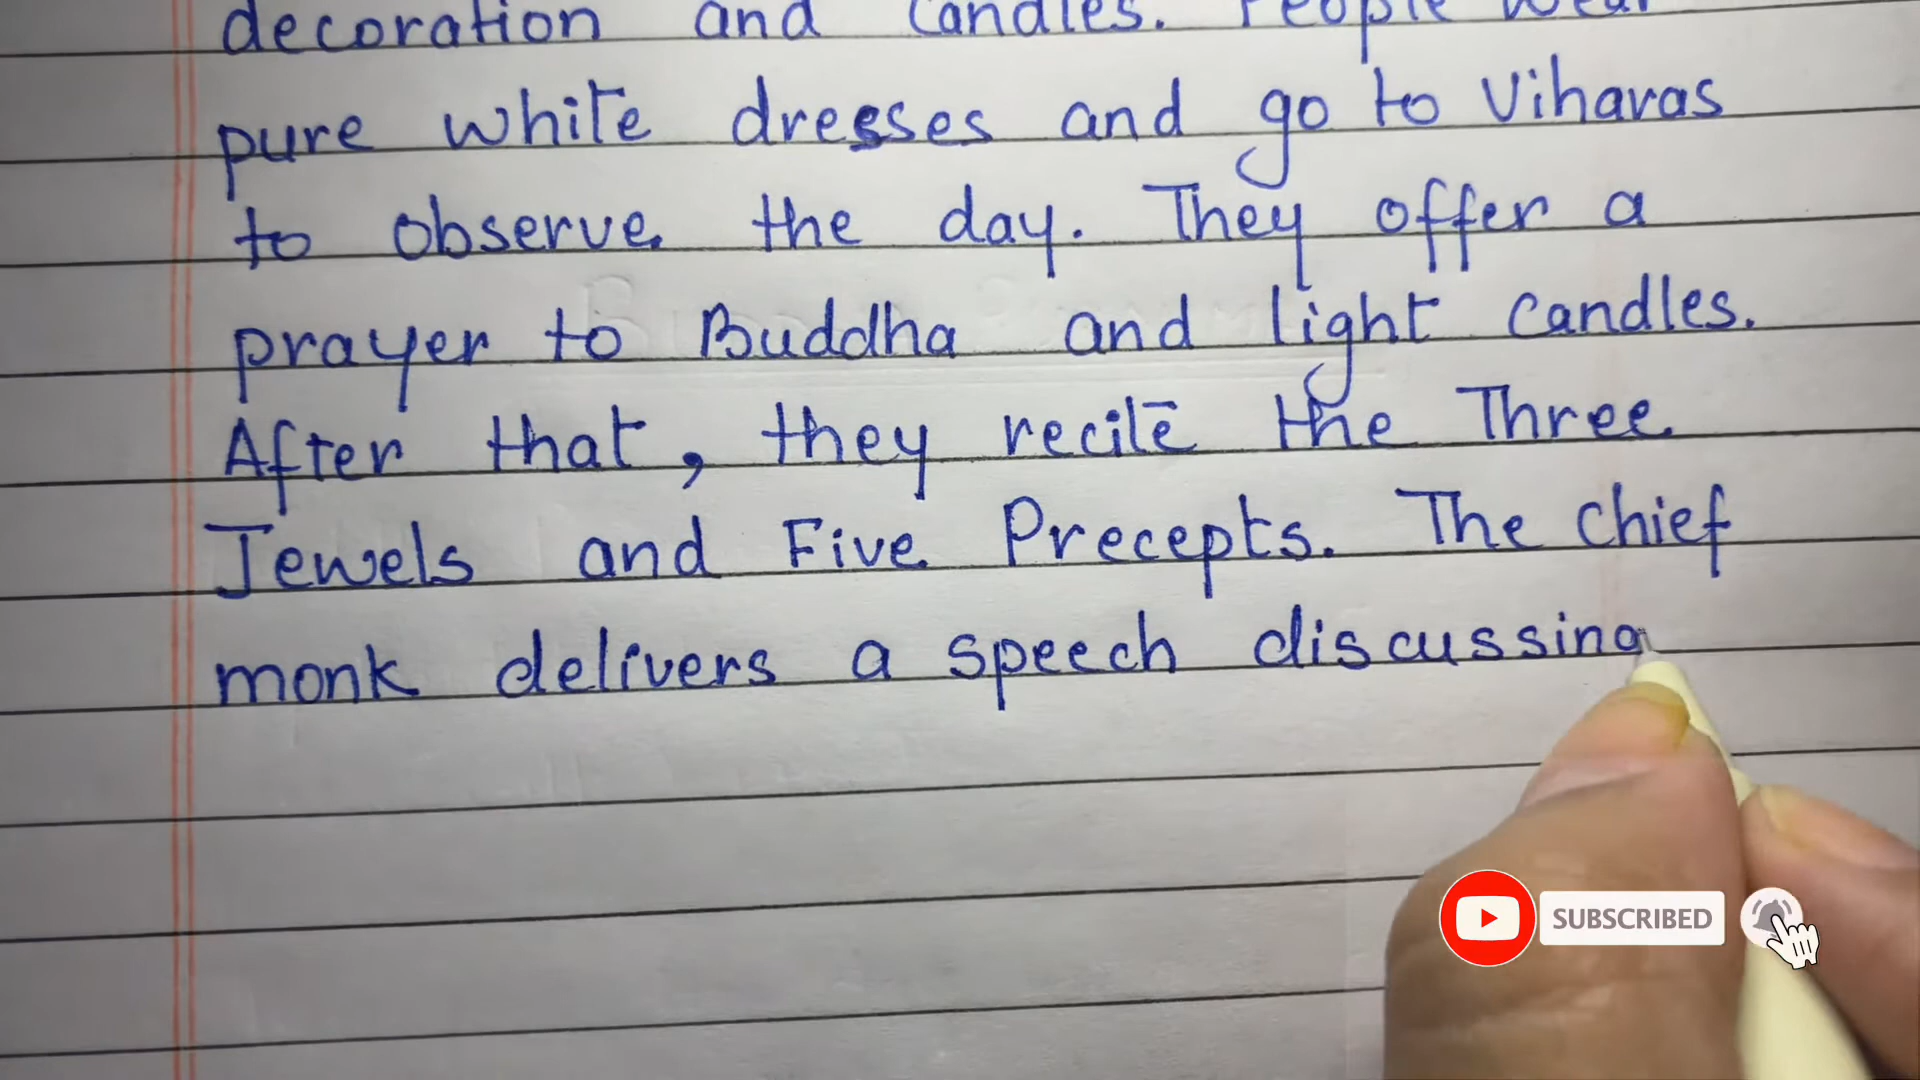 decoration and candles. People wear
pure white dresses and go to Viharas
to observe the day. They offer a
prayer to Buddha and light candles.
After that, they recite the Three
Jewels and Five Precepts. The chief
monk delivers a speech discussing
SUBSCRIBED